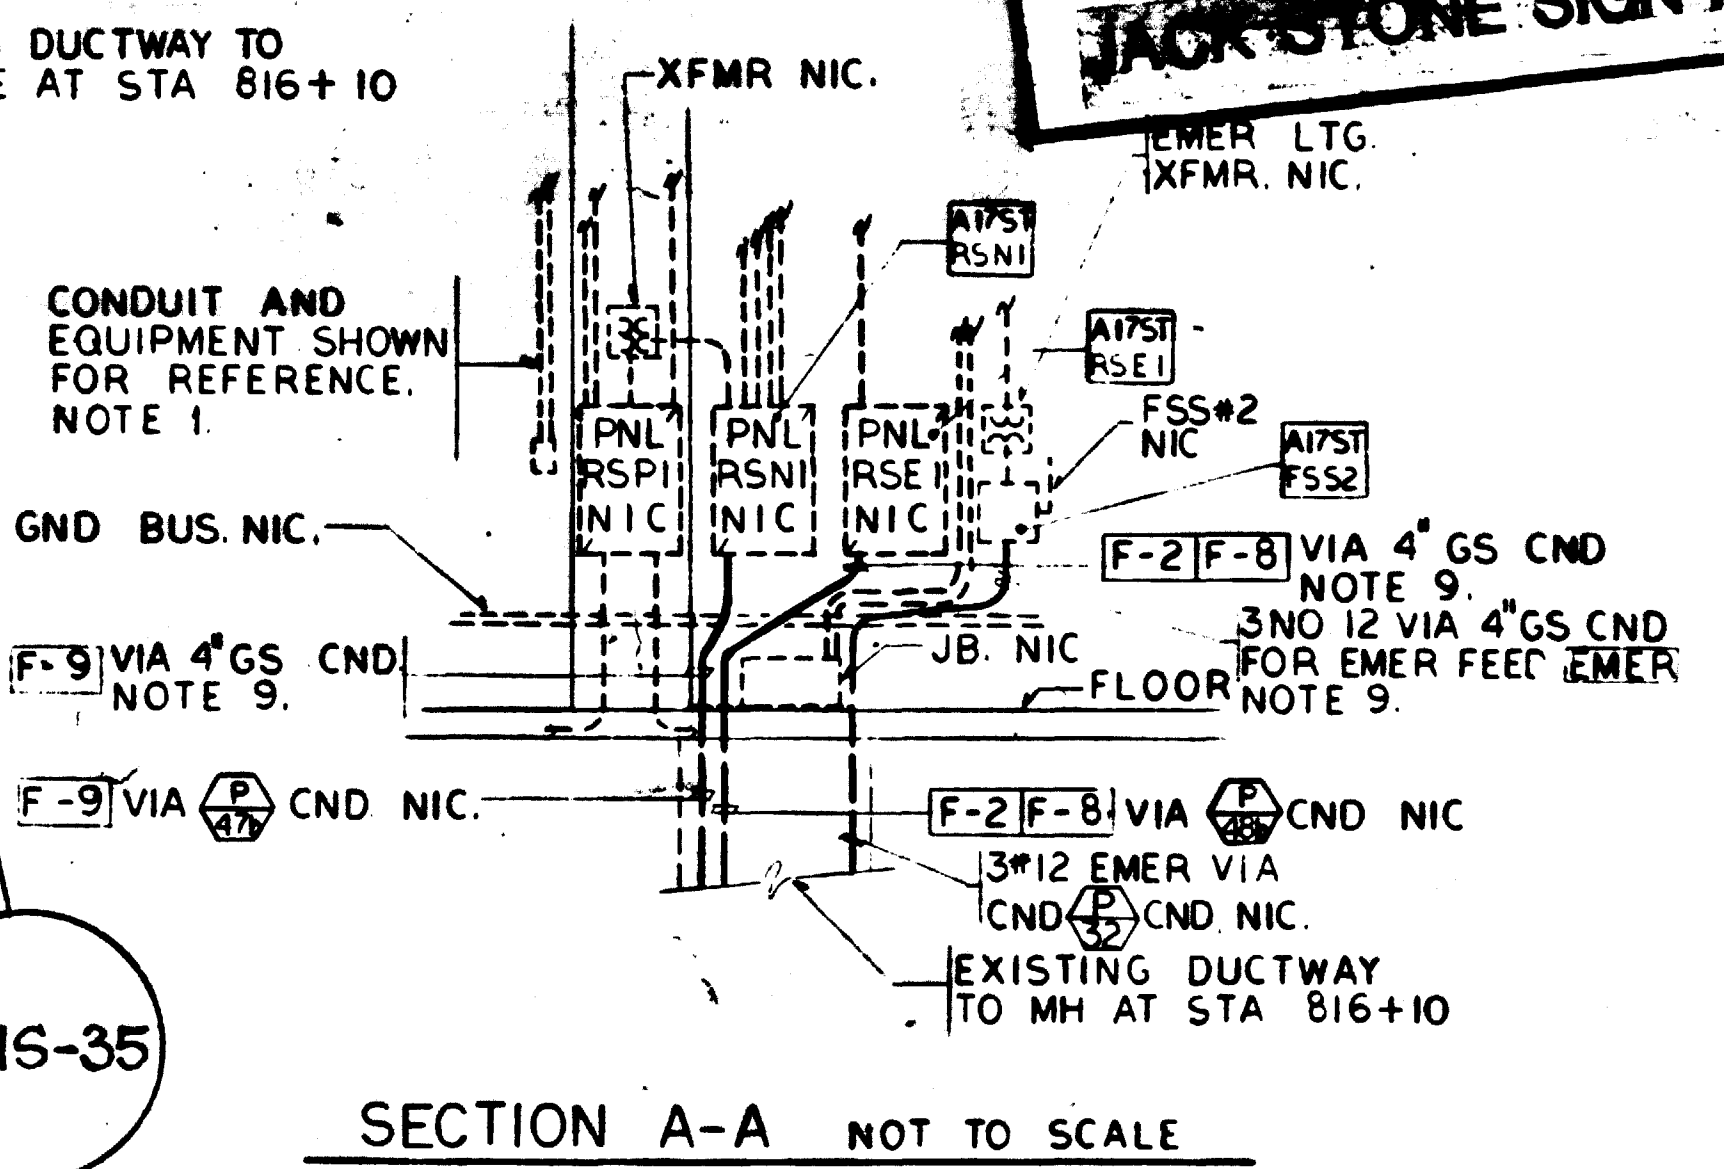 DUCTWAY TO
E AT STA 816+10
JACK STONE SIGN
XFMR NIC.
EMER LTG.
XFMR. NIC.
A17ST
RSN1
CONDUIT AND
EQUIPMENT SHOWN
FOR REFERENCE.
NOTE 1.
A17ST
RSE1
FSS#2
NIC
A17ST
FSS2
PNL
RSP1
NIC
PNL
RSN1
NIC
PNL
RSE1
NIC
GND BUS. NIC.
F-2 F-8 VIA 4" GS CND
NOTE 9.
3NO 12 VIA 4" GS CND
FOR EMER FEED EMER
NOTE 9.
F-9 VIA 4" GS CND
NOTE 9.
JB. NIC
FLOOR
F-9 VIA P 47b CND NIC.
F-2 F-8 VIA P 48b CND NIC
3#12 EMER VIA
CND P 32 CND. NIC.
EXISTING DUCTWAY
TO MH AT STA 816+10
IS-35
SECTION A-A NOT TO SCALE